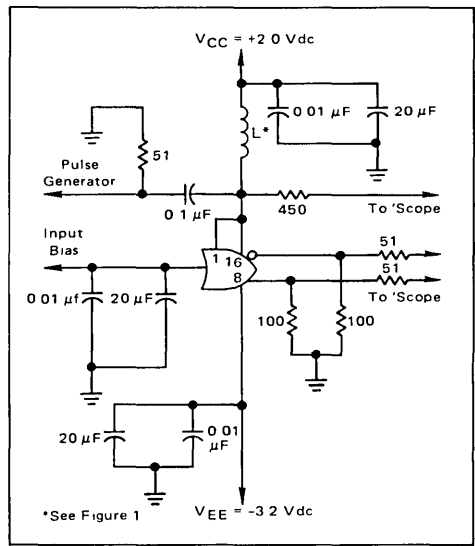 VCC = +2 0 Vdc
0 01 µF
20 µF
L*
51
Pulse
Generator
0 1 µF
450
To 'Scope
Input
Bias
1 16
8
51
51
To 'Scope
0 01 µf
20 µF
100
100
20 µF
0 01
µF
*See Figure 1
VEE = -3 2 Vdc